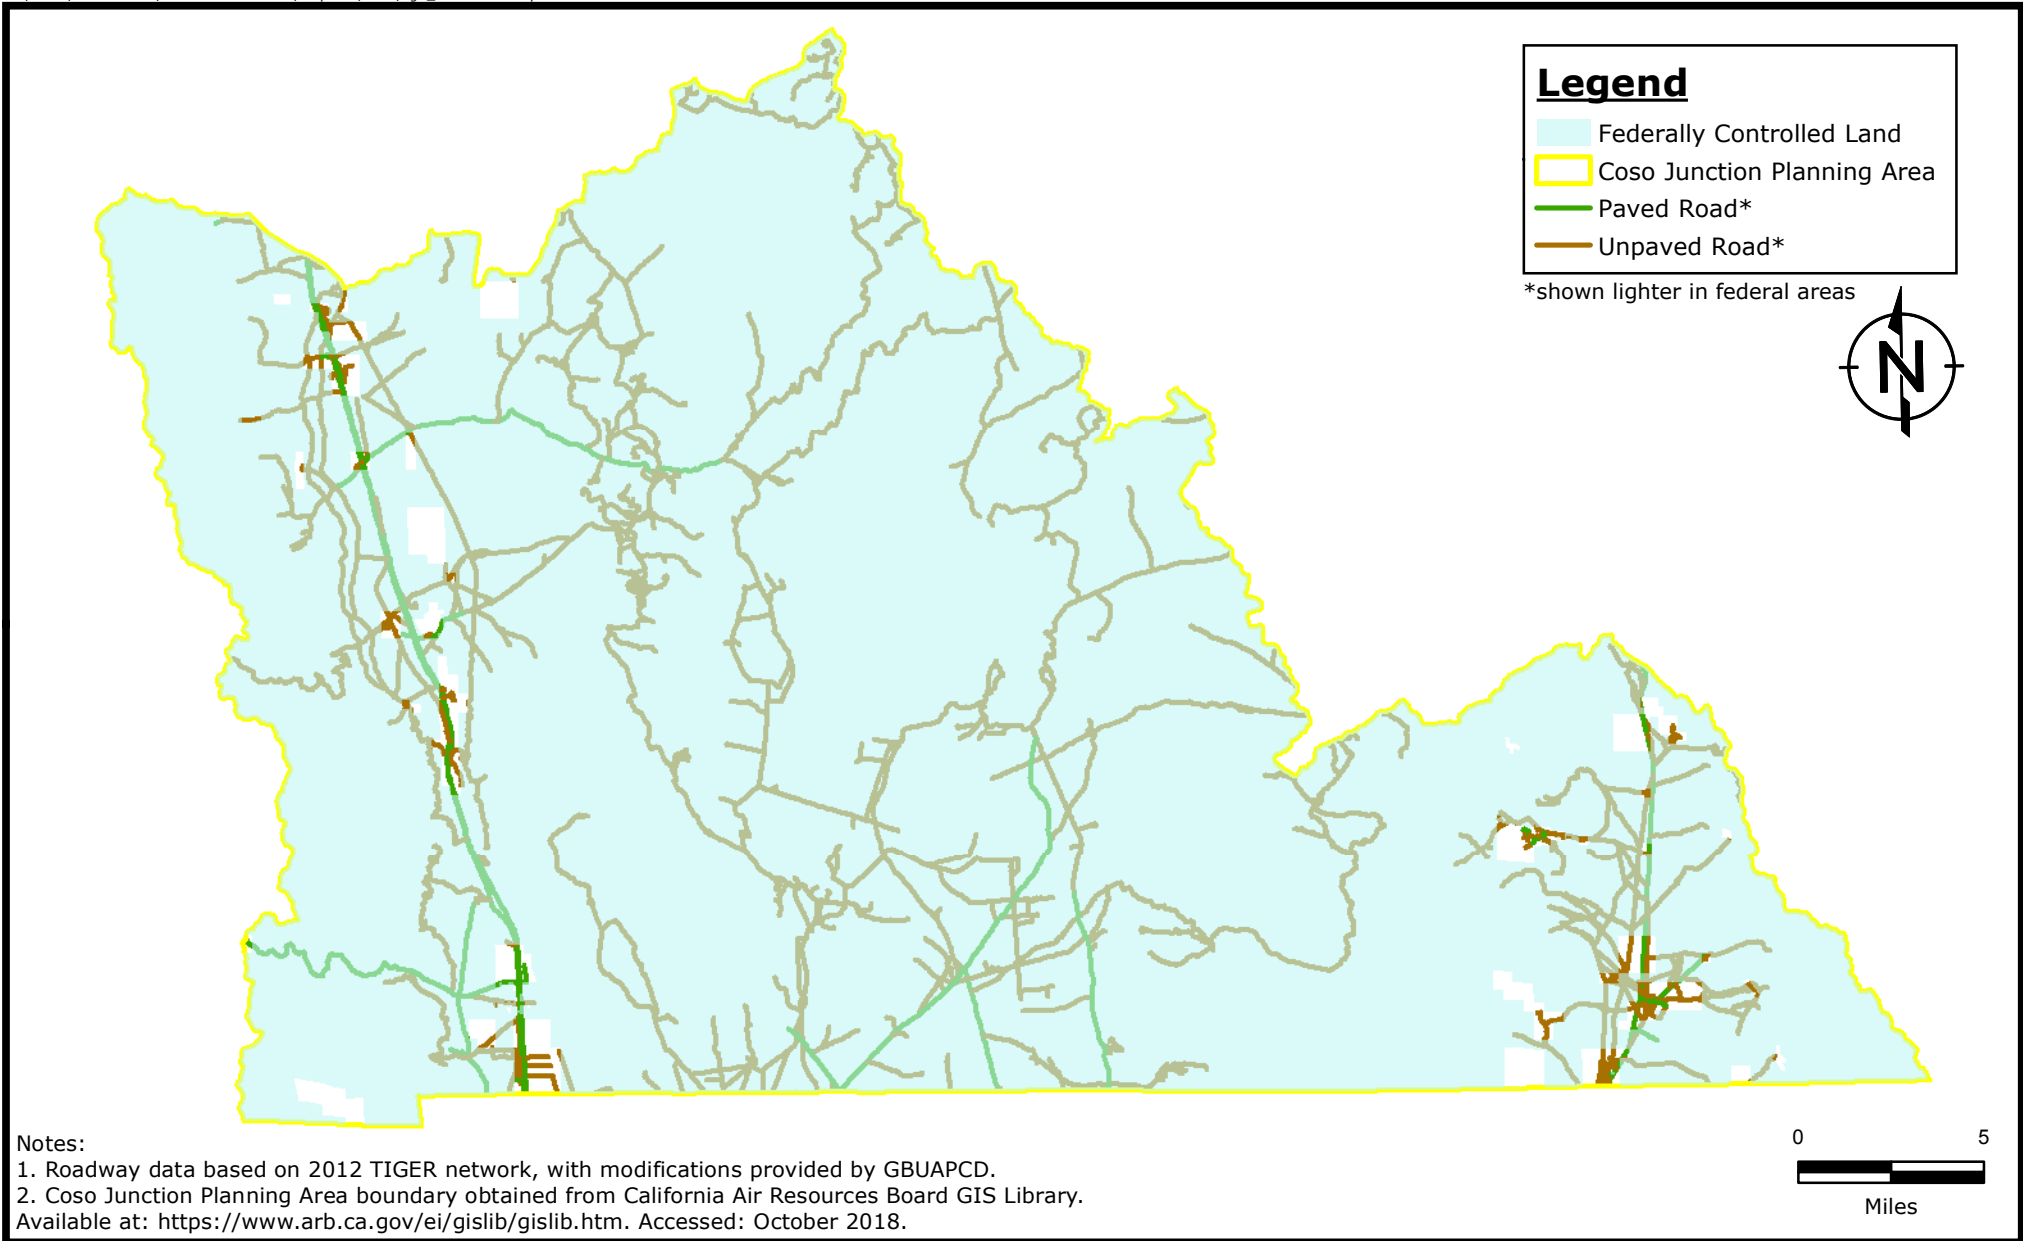 Legend
Federally Controlled Land
Coso Junction Planning Area
Paved Road*
Unpaved Road*
*shown lighter in federal areas
N
0 5
Miles
Notes:
1. Roadway data based on 2012 TIGER network, with modifications provided by GBUAPCD.
2. Coso Junction Planning Area boundary obtained from California Air Resources Board GIS Library.
Available at: https://www.arb.ca.gov/ei/gislib/gislib.htm. Accessed: October 2018.